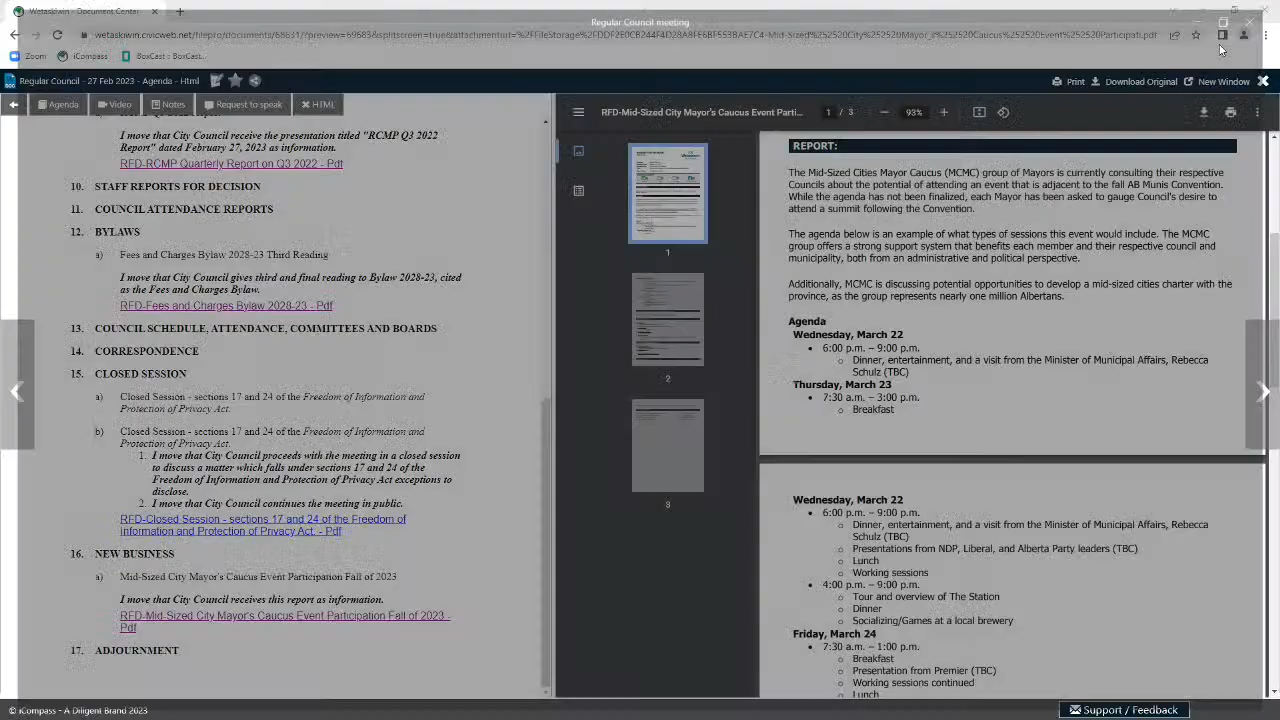 Wetaskiwin - Document Center
Regular Council meeting
Zoom
iCompass
BoxCast : BoxCast...
Regular Council - 27 Feb 2023 - Agenda - Html
Print
Download Original
New Window
Agenda
Video
Notes
Request to speak
HTML
I move that City Council receive the presentation titled "RCMP Q3 2022
Report" dated February 27, 2023 as information.
RFD-RCMP Quarterly Report on Q3 2022 - Pdf
10. STAFF REPORTS FOR DECISION
11. COUNCIL ATTENDANCE REPORTS
12. BYLAWS
a) Fees and Charges Bylaw 2028-23 Third Reading
I move that City Council gives third and final reading to Bylaw 2028-23, cited
as the Fees and Charges Bylaw.
RFD-Fees and Charges Bylaw 2028-23 - Pdf
13. COUNCIL SCHEDULE, ATTENDANCE, COMMITTEES AND BOARDS
14. CORRESPONDENCE
15. CLOSED SESSION
a) Closed Session - sections 17 and 24 of the Freedom of Information and
Protection of Privacy Act.
b) Closed Session - sections 17 and 24 of the Freedom of Information and
Protection of Privacy Act.
1. I move that City Council proceeds with the meeting in a closed session
to discuss a matter which falls under sections 17 and 24 of the
Freedom of Information and Protection of Privacy Act exceptions to
disclose.
2. I move that City Council continues the meeting in public.
RFD-Closed Session - sections 17 and 24 of the Freedom of
Information and Protection of Privacy Act. - Pdf
16. NEW BUSINESS
a) Mid-Sized City Mayor's Caucus Event Participation Fall of 2023
I move that City Council receives this report as information.
RFD-Mid-Sized City Mayor's Caucus Event Participation Fall of 2023 -
Pdf
17. ADJOURNMENT
RFD-Mid-Sized City Mayor's Caucus Event Parti...
1 / 3
93%
1
2
3
REPORT:
The Mid-Sized Cities Mayor Caucus (MCMC) group of Mayors is currently consulting their respective
Councils about the potential of attending an event that is adjacent to the fall AB Munis Convention.
While the agenda has not been finalized, each Mayor has been asked to gauge Council's desire to
attend a summit following the Convention.
The agenda below is an example of what types of sessions this event would include. The MCMC
group offers a strong support system that benefits each member and their respective council and
municipality, both from an administrative and political perspective.
Additionally, MCMC is discussing potential opportunities to develop a mid-sized cities charter with the
province, as the group represents nearly one million Albertans.
Agenda
Wednesday, March 22
• 6:00 p.m. – 9:00 p.m.
o Dinner, entertainment, and a visit from the Minister of Municipal Affairs, Rebecca
Schulz (TBC)
Thursday, March 23
• 7:30 a.m. – 3:00 p.m.
o Breakfast
Wednesday, March 22
• 6:00 p.m. – 9:00 p.m.
o Dinner, entertainment, and a visit from the Minister of Municipal Affairs, Rebecca
Schulz (TBC)
o Presentations from NDP, Liberal, and Alberta Party leaders (TBC)
o Lunch
o Working sessions
• 4:00 p.m. – 9:00 p.m.
o Tour and overview of The Station
o Dinner
o Socializing/Games at a local brewery
Friday, March 24
• 7:30 a.m. – 1:00 p.m.
o Breakfast
o Presentation from Premier (TBC)
o Working sessions continued
o Lunch
© iCompass - A Diligent Brand 2023
Support / Feedback